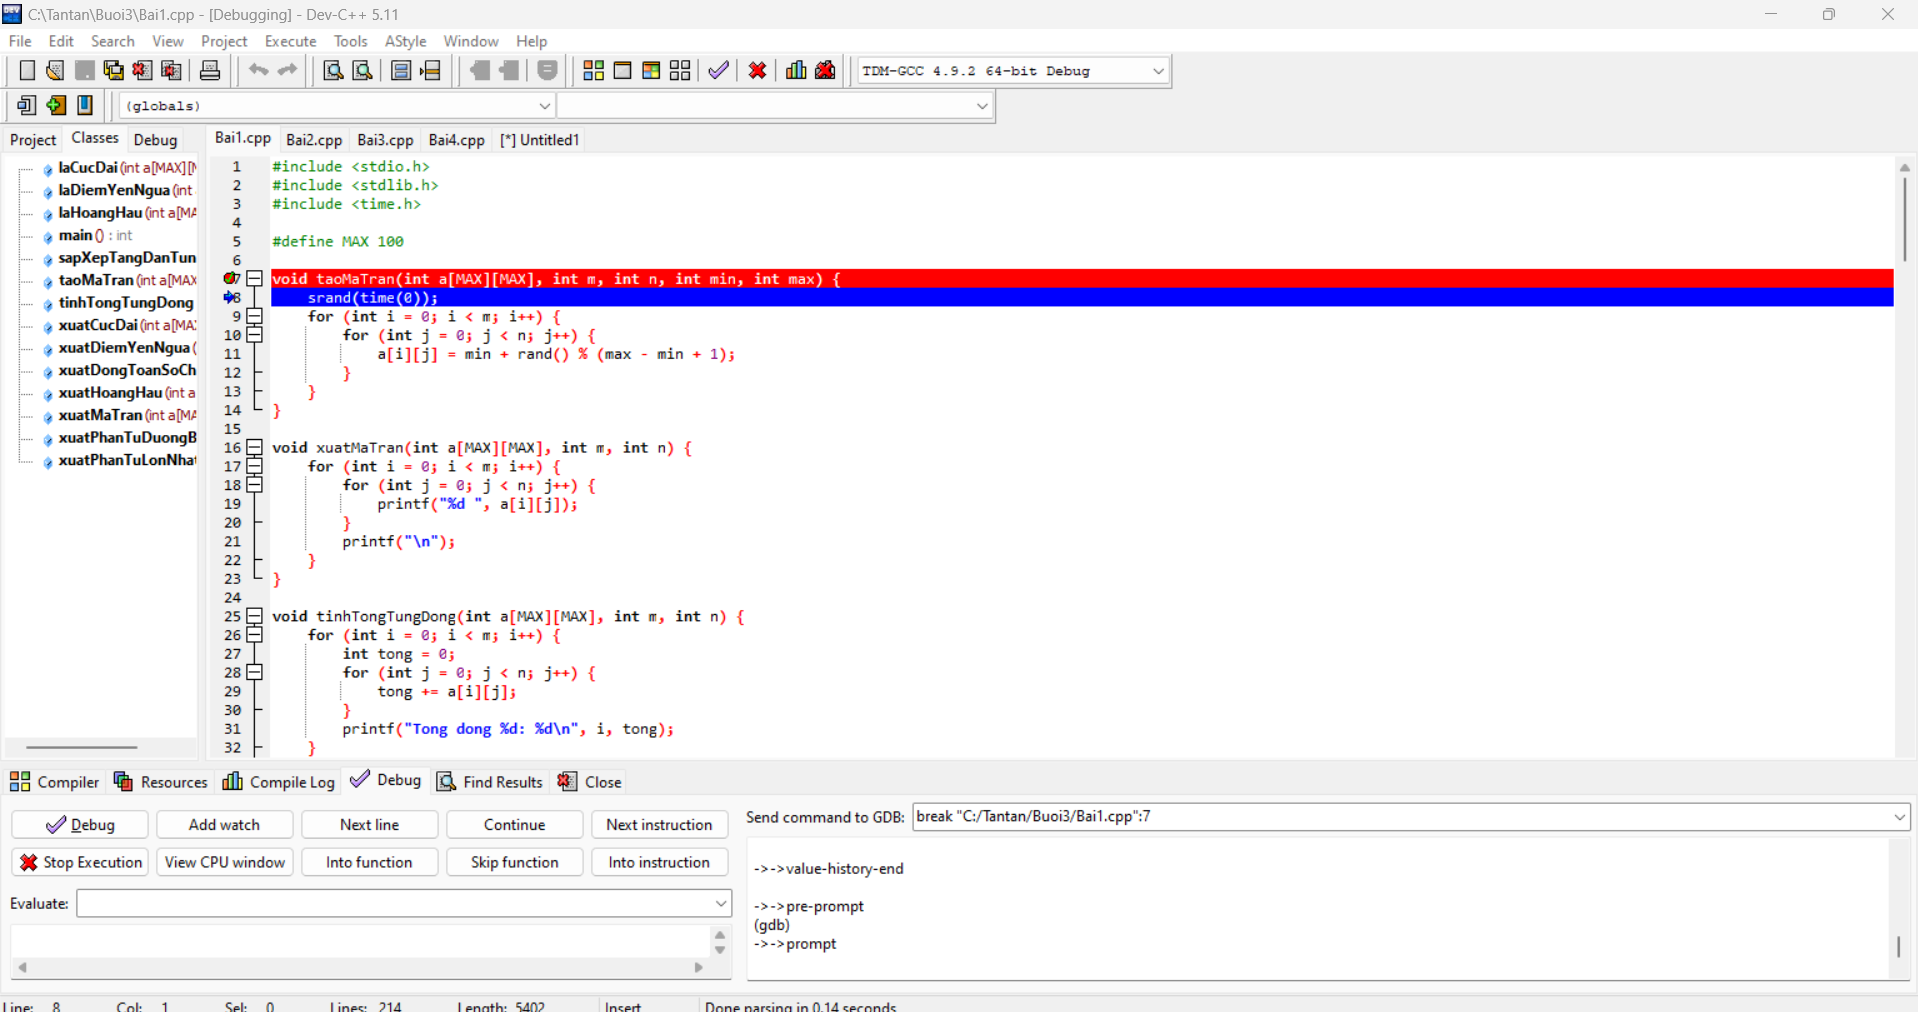 C:\Tantan\Buoi3\Bai1.cpp - [Debugging] - Dev-C++ 5.11
File Edit Search View Project Execute Tools AStyle Window Help
TDM-GCC 4.9.2 64-bit Debug
(globals)
Project Classes Debug
Bai1.cpp Bai2.cpp Bai3.cpp Bai4.cpp [*] Untitled1
laCucDai (int a[MAX][
laDiemYenNgua (int
laHoangHau (int a[MA
main () : int
sapXepTangDanTun
taoMaTran (int a[MAX
tinhTongTungDong
xuatCucDai (int a[MA
xuatDiemYenNgua (
xuatDongToanSoCh
xuatHoangHau (int a
xuatMaTran (int a[MA
xuatPhanTuDuongB
xuatPhanTuLonNha
1 #include <stdio.h>
2 #include <stdlib.h>
3 #include <time.h>
4
5 #define MAX 100
6
7 void taoMaTran(int a[MAX][MAX], int m, int n, int min, int max) {
8 srand(time(0));
9 for (int i = 0; i < m; i++) {
10 for (int j = 0; j < n; j++) {
11 a[i][j] = min + rand() % (max - min + 1);
12 }
13 }
14 }
15
16 void xuatMaTran(int a[MAX][MAX], int m, int n) {
17 for (int i = 0; i < m; i++) {
18 for (int j = 0; j < n; j++) {
19 printf("%d ", a[i][j]);
20 }
21 printf("\n");
22 }
23 }
24
25 void tinhTongTungDong(int a[MAX][MAX], int m, int n) {
26 for (int i = 0; i < m; i++) {
27 int tong = 0;
28 for (int j = 0; j < n; j++) {
29 tong += a[i][j];
30 }
31 printf("Tong dong %d: %d\n", i, tong);
32 }
Compiler Resources Compile Log Debug Find Results Close
Debug Add watch Next line Continue Next instruction
Stop Execution View CPU window Into function Skip function Into instruction
Evaluate:
Send command to GDB: break "C:/Tantan/Buoi3/Bai1.cpp":7
->->value-history-end
->->pre-prompt
(gdb)
->->prompt
Line: 8 Col: 1 Sel: 0 Lines: 214 Length: 5402 Insert Done parsing in 0.14 seconds